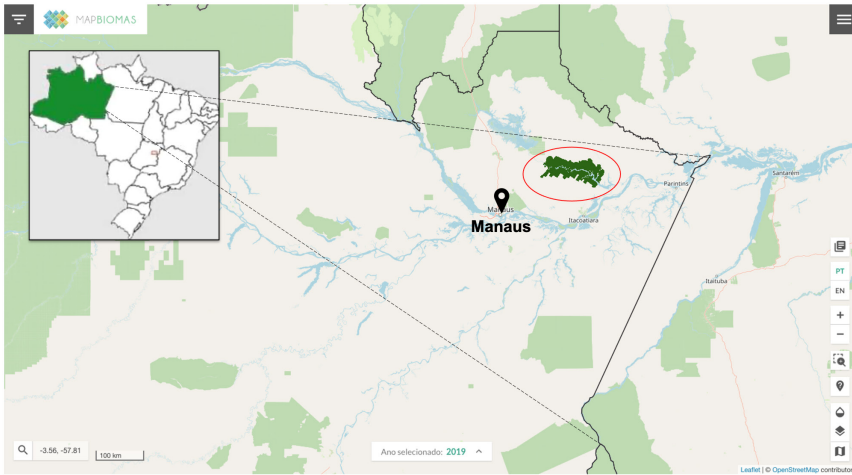 MAPBIOMAS
Santarém
Parintins
Manaus
Manaus
Itacoatiara
Itaituba
PT
EN
+
−
-3.56, -57.81
100 km
Ano selecionado: 2019
Leaflet | © OpenStreetMap contributor